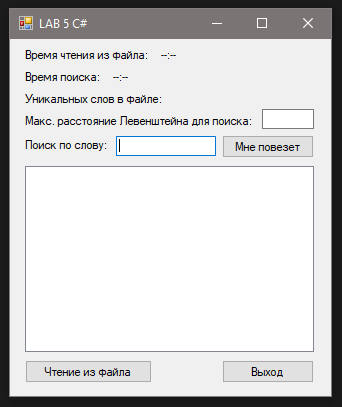 LAB 5 C#
Время чтения из файла: --:--
Время поиска: --:--
Уникальных слов в файле:
Макс. расстояние Левенштейна для поиска:
Поиск по слову: Мне повезет
Чтение из файла Выход